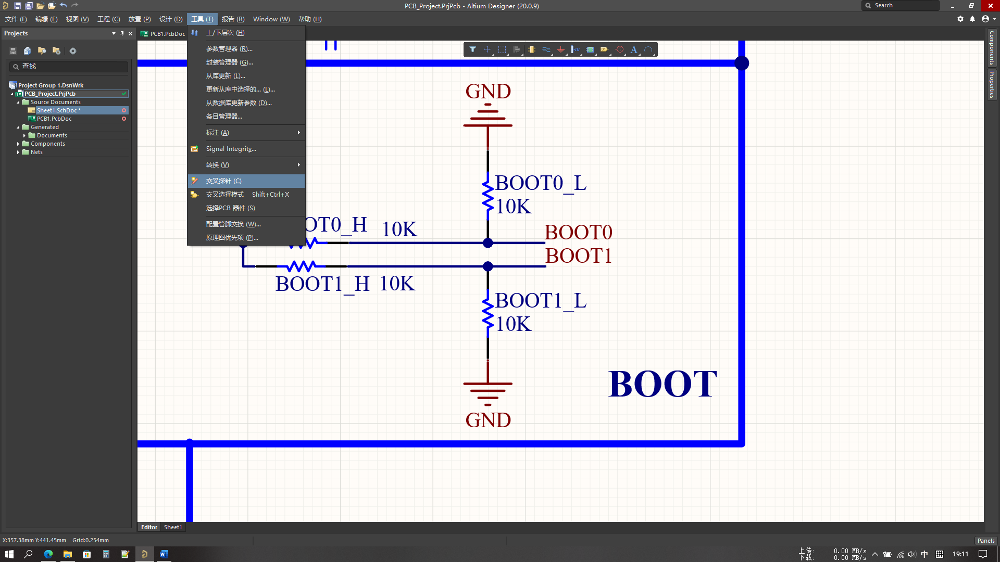 PCB_Project.PrjPcb - Altium Designer (20.0.9)
Search
文件 (F)
编辑 (E)
视图 (V)
工程 (C)
放置 (P)
设计 (D)
工具 (T)
报告 (R)
Window (W)
帮助 (H)
Projects
查找
Project Group 1.DsnWrk
PCB_Project.PrjPcb
Source Documents
Sheet1.SchDoc *
PCB1.PcbDoc
Generated
Documents
Components
Nets
PCB1.PcbDoc
上/下层次 (H)
参数管理器 (R)...
封装管理器 (G)...
从库更新 (L)...
更新从库中选择的... (L)...
从数据库更新参数 (D)...
条目管理器...
标注 (A)
Signal Integrity...
转换 (V)
交叉探针 (C)
交叉选择模式 Shift+Ctrl+X
选择PCB 器件 (S)
配置管脚交换 (W)...
原理图优先项 (P)...
GND
BOOT0_L
10K
OT0_H 10K
BOOT0
BOOT1
BOOT1_H 10K
BOOT1_L
10K
BOOT
GND
Components
Properties
Editor
Sheet1
X:357.38mm Y:441.45mm Grid:0.254mm
Panels
上传: 0.00 MB/s
下载: 0.00 MB/s
中
拼
19:11